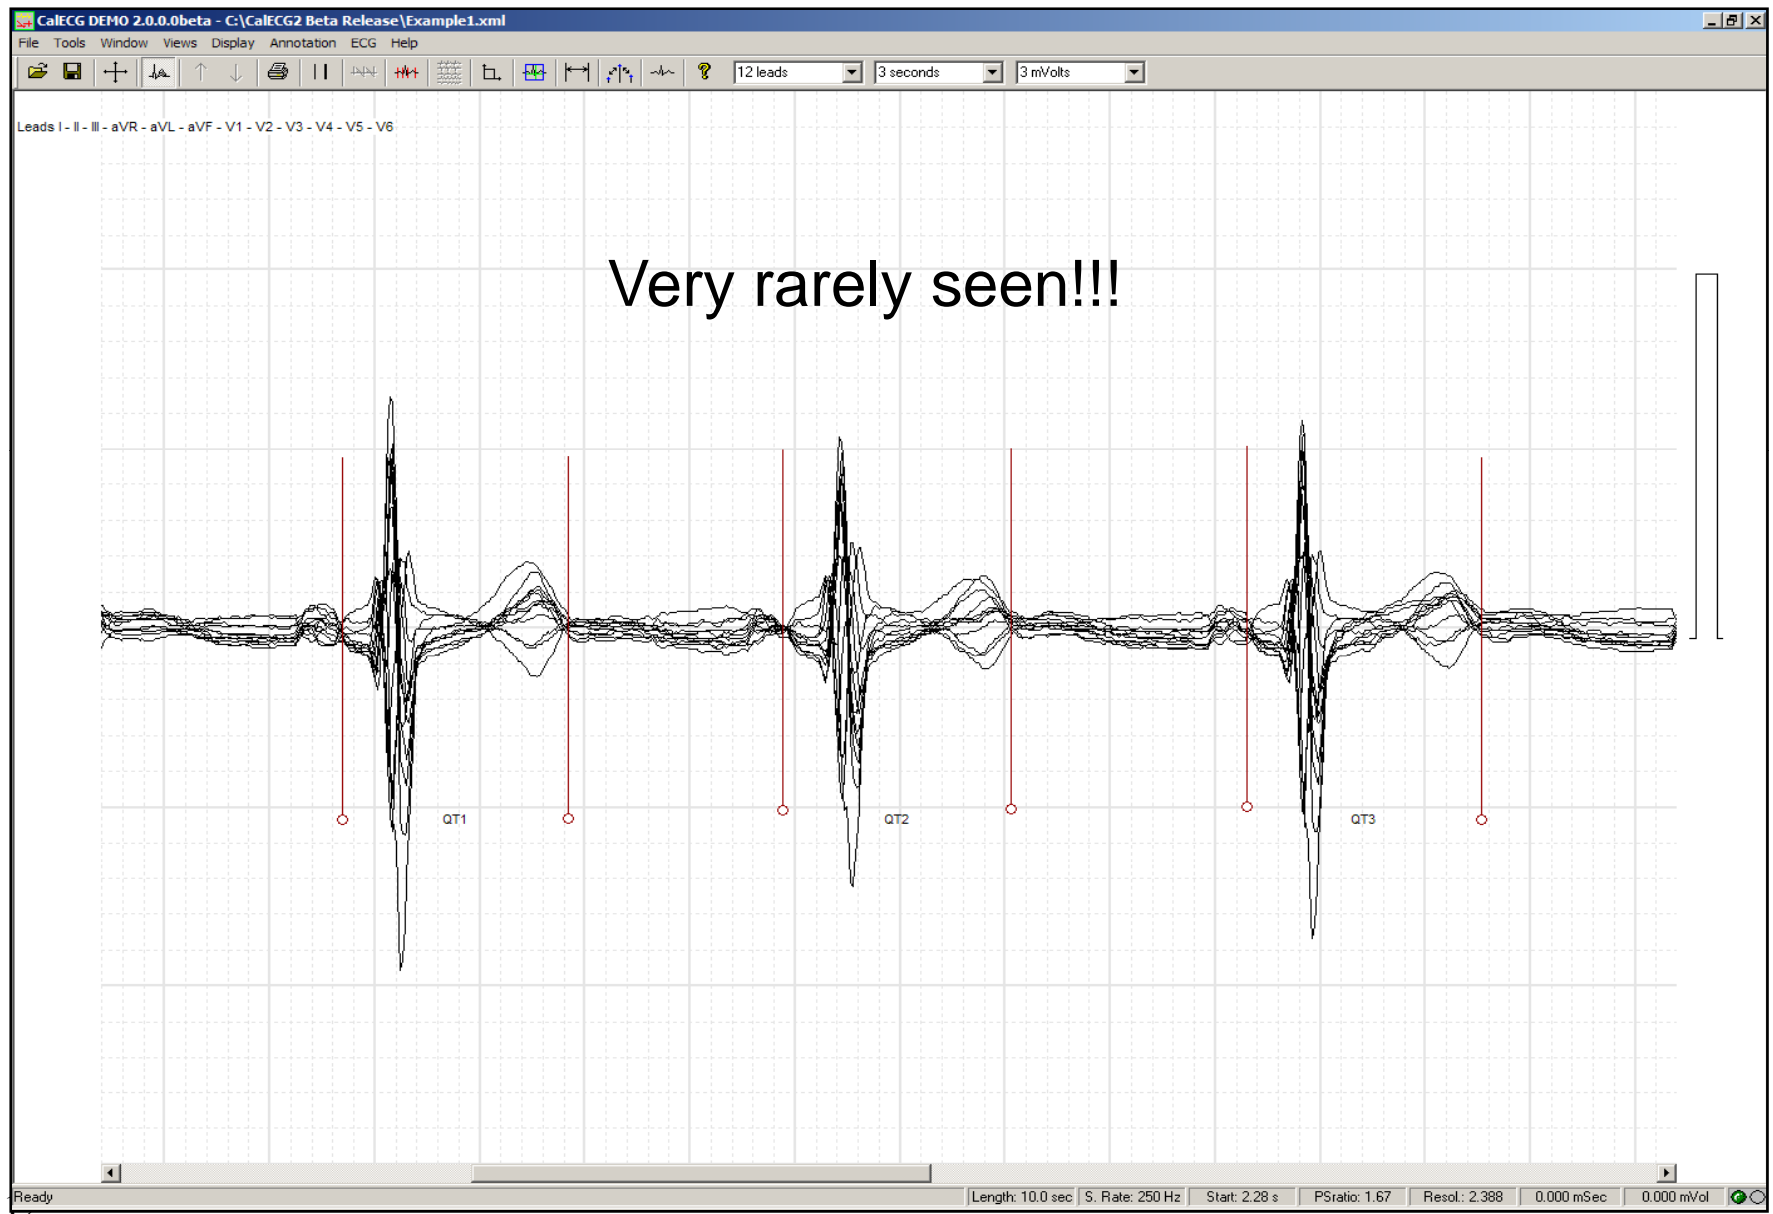 CalECG DEMO 2.0.0.0beta - C:\CalECG2 Beta Release\Example1.xml
File Tools Window Views Display Annotation ECG Help
12 leads 3 seconds 3 mVolts
Leads I - II - III - aVR - aVL - aVF - V1 - V2 - V3 - V4 - V5 - V6
Very rarely seen!!!
QT1 QT2 QT3
Ready Length: 10.0 sec S. Rate: 250 Hz Start: 2.28 s PSratio: 1.67 Resol.: 2.388 0.000 mSec 0.000 mVol